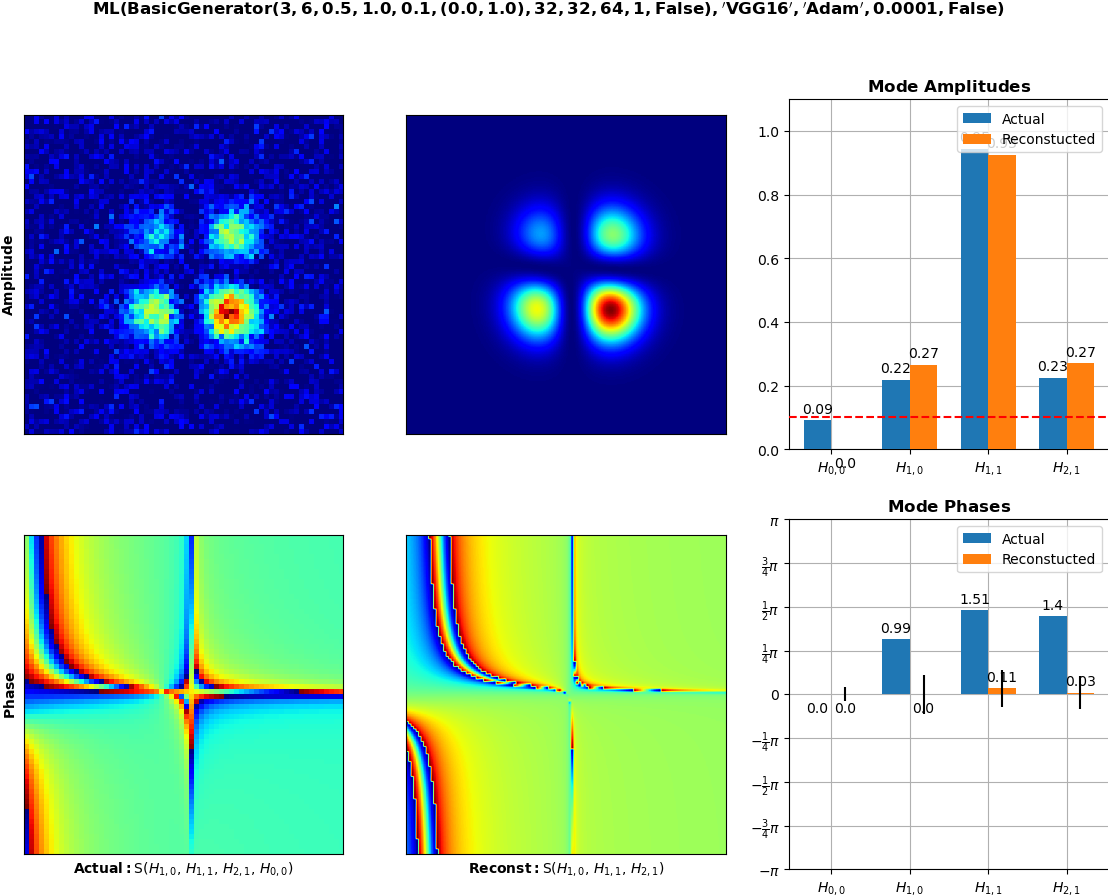 ML(BasicGenerator(3, 6, 0.5, 1.0, 0.1, (0.0, 1.0), 32, 32, 64, 1, False), ′VGG16′, ′Adam′, 0.0001, False)
Amplitude
Mode Amplitudes
Actual
Reconstucted
1.0
0.8
0.6
0.4
0.2
0.0
0.09
0.0
0.22
0.27
0.23
0.27
H0,0
H1,0
H1,1
H2,1
Phase
Actual: S(H1,0, H1,1, H2,1, H0,0)
Reconst: S(H1,0, H1,1, H2,1)
Mode Phases
Actual
Reconstucted
π
3/4π
1/2π
1/4π
0
−1/4π
−1/2π
−3/4π
−π
0.0
0.0
0.99
0.0
1.51
0.11
1.4
0.03
H0,0
H1,0
H1,1
H2,1